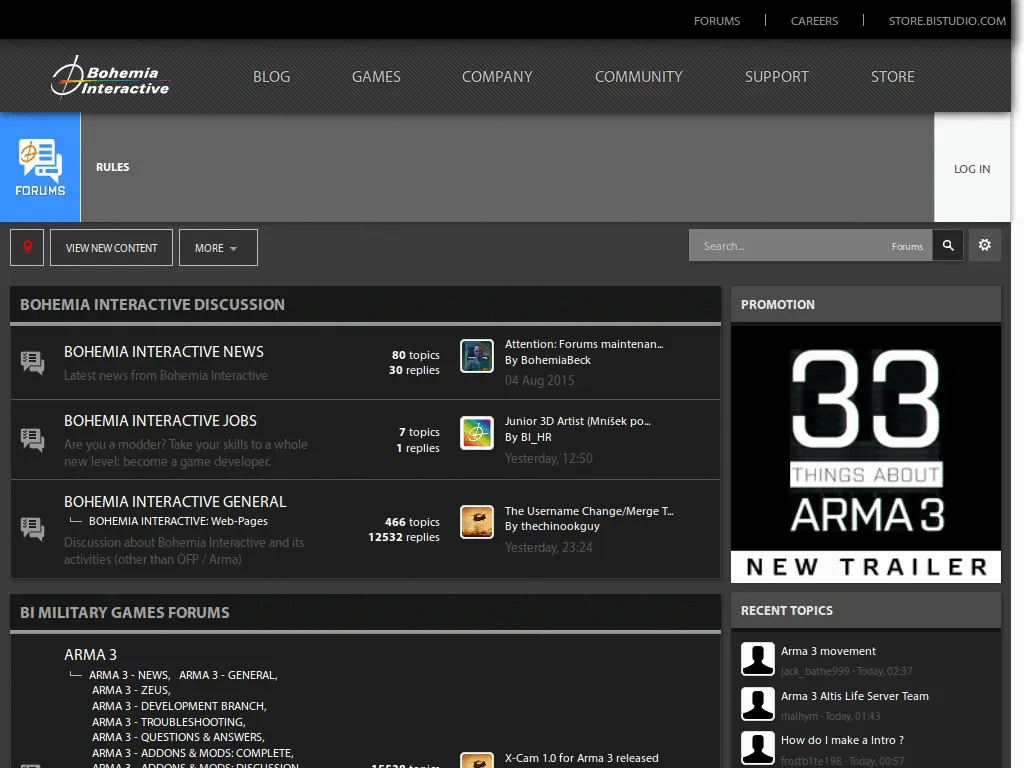 FORUMS | CAREERS | STORE.BISTUDIO.COM
Bohemia Interactive
BLOG GAMES COMPANY COMMUNITY SUPPORT STORE
FORUMS
RULES
LOG IN
VIEW NEW CONTENT
MORE
Search...
Forums
BOHEMIA INTERACTIVE DISCUSSION
BOHEMIA INTERACTIVE NEWS
Latest news from Bohemia Interactive
80 topics
30 replies
Attention: Forums maintenan...
By BohemiaBeck
04 Aug 2015
BOHEMIA INTERACTIVE JOBS
Are you a modder? Take your skills to a whole
new level: become a game developer.
7 topics
1 replies
Junior 3D Artist (Mníšek po...
By BI_HR
Yesterday, 12:50
BOHEMIA INTERACTIVE GENERAL
BOHEMIA INTERACTIVE: Web-Pages
Discussion about Bohemia Interactive and its
activities (other than OFP / Arma)
466 topics
12532 replies
The Username Change/Merge T...
By thechinookguy
Yesterday, 23:24
BI MILITARY GAMES FORUMS
ARMA 3
ARMA 3 - NEWS, ARMA 3 - GENERAL,
ARMA 3 - ZEUS,
ARMA 3 - DEVELOPMENT BRANCH,
ARMA 3 - TROUBLESHOOTING,
ARMA 3 - QUESTIONS & ANSWERS,
ARMA 3 - ADDONS & MODS: COMPLETE,
ARMA 3 - ADDONS & MODS: DISCUSSION,
X-Cam 1.0 for Arma 3 released
PROMOTION
33
THINGS ABOUT
ARMA 3
NEW TRAILER
RECENT TOPICS
Arma 3 movement
jack_bathe999 - Today, 02:37
Arma 3 Altis Life Server Team
malhym - Today, 01:43
How do I make a Intro ?
frostb1te198 - Today, 00:57